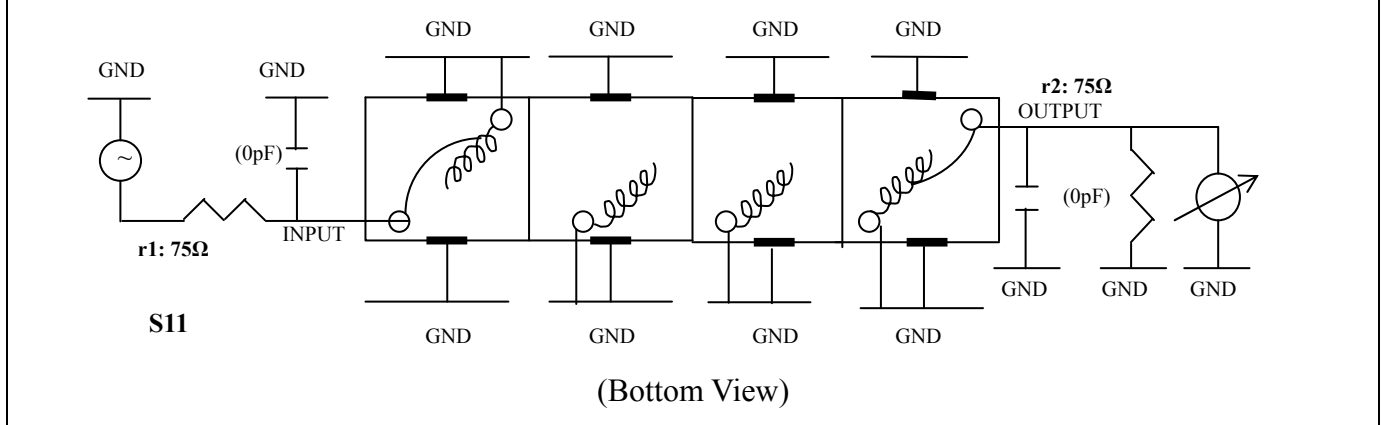 GND
GND
GND
GND
GND
GND
r2: 75Ω
OUTPUT
~
(0pF)
(0pF)
INPUT
r1: 75Ω
GND
GND
GND
S11
GND
GND
GND
GND
(Bottom View)